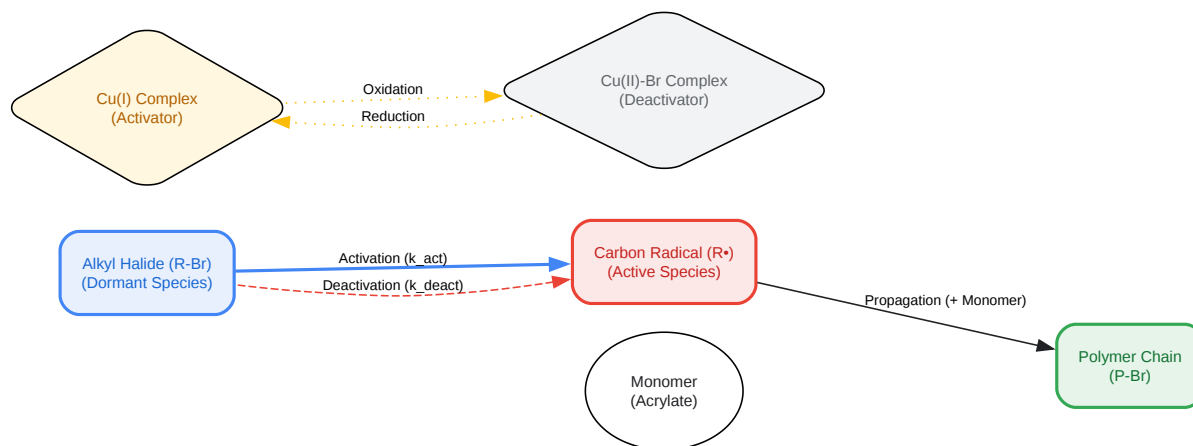 Cu(I) Complex
(Activator)
Oxidation
Reduction
Cu(II)-Br Complex
(Deactivator)
Alkyl Halide (R-Br)
(Dormant Species)
Activation (k_act)
Deactivation (k_deact)
Carbon Radical (R•)
(Active Species)
Propagation (+ Monomer)
Polymer Chain
(P-Br)
Monomer
(Acrylate)